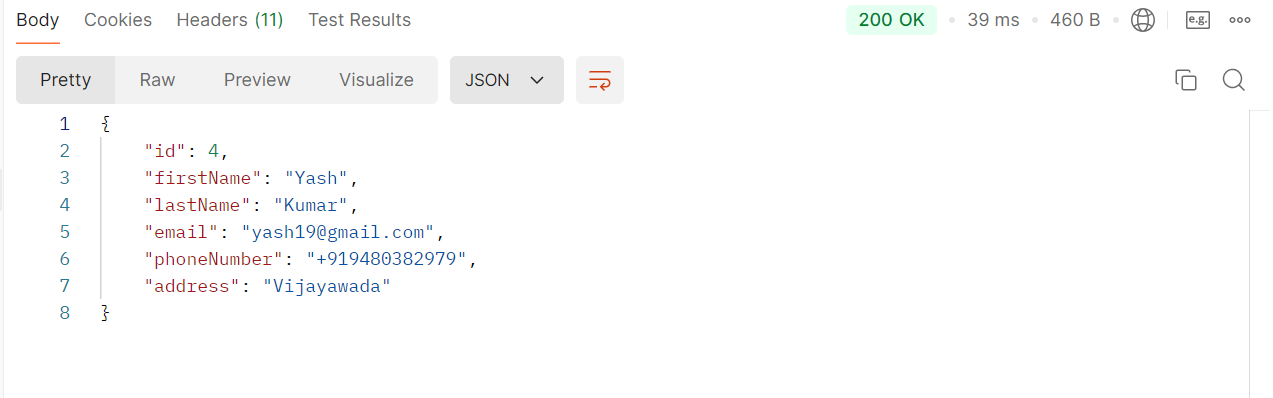 Body Cookies Headers (11) Test Results 200 OK 39 ms 460 B e.g.
Pretty Raw Preview Visualize JSON
1 {
2 "id": 4,
3 "firstName": "Yash",
4 "lastName": "Kumar",
5 "email": "yash19@gmail.com",
6 "phoneNumber": "+919480382979",
7 "address": "Vijayawada"
8 }